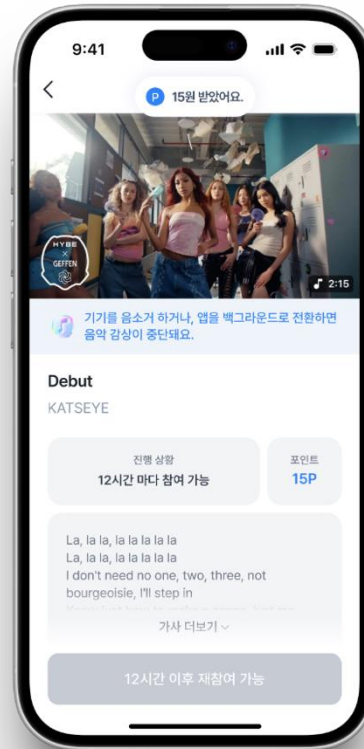 9:41
P 15원 받았어요.
HYBE
×
GEFFEN
2:15
기기를 음소거 하거나, 앱을 백그라운드로 전환하면
음악 감상이 중단돼요.
Debut
KATSEYE
진행 상황
12시간 마다 참여 가능
포인트
15P
La, la la, la la la la la
La, la la, la la la la la
I don't need no one, two, three, not
bourgeoisie, I'll step in
가사 더보기
12시간 이후 재참여 가능